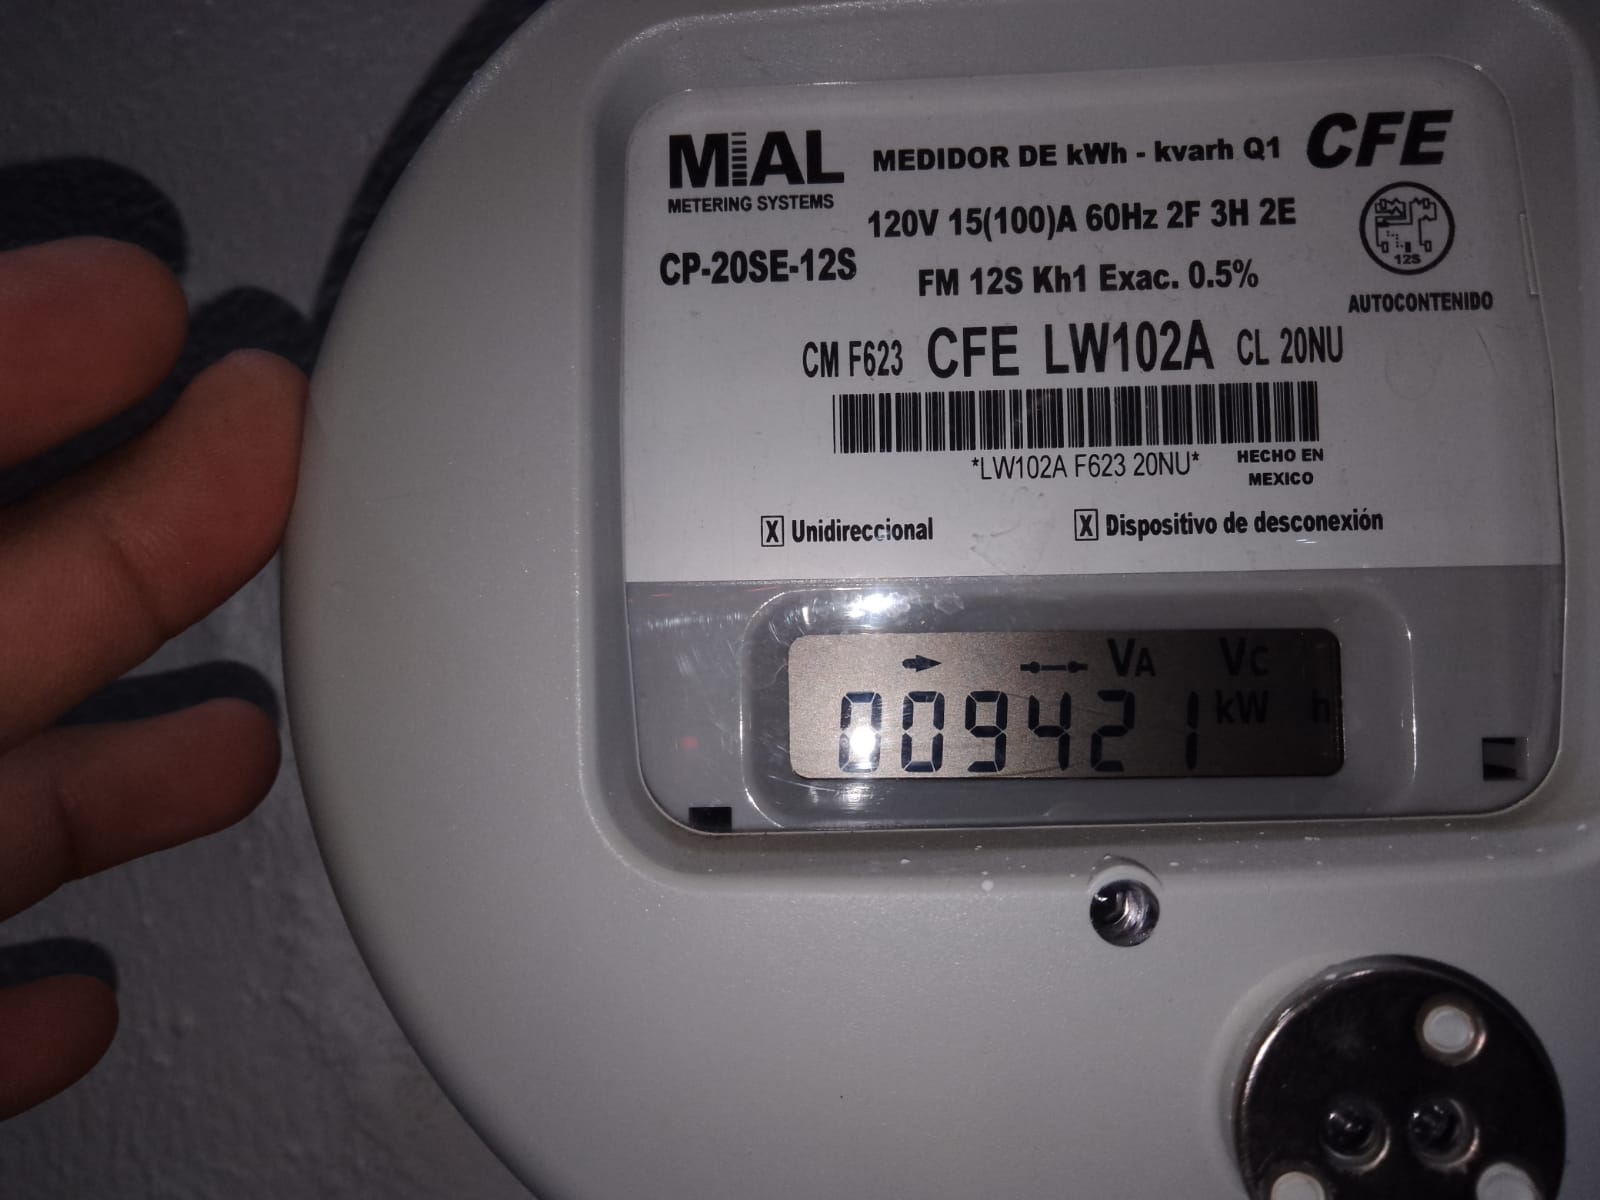 MIAL
METERING SYSTEMS
MEDIDOR DE kWh - kvarh Q1
CFE
120V 15(100)A 60Hz 2F 3H 2E
CP-20SE-12S
FM 12S Kh1 Exac. 0.5%
12S
AUTOCONTENIDO
CM F623 CFE LW102A CL 20NU
*LW102A F623 20NU*
HECHO EN
MEXICO
X Unidireccional
X Dispositivo de desconexión
VA VC
009421 kW h